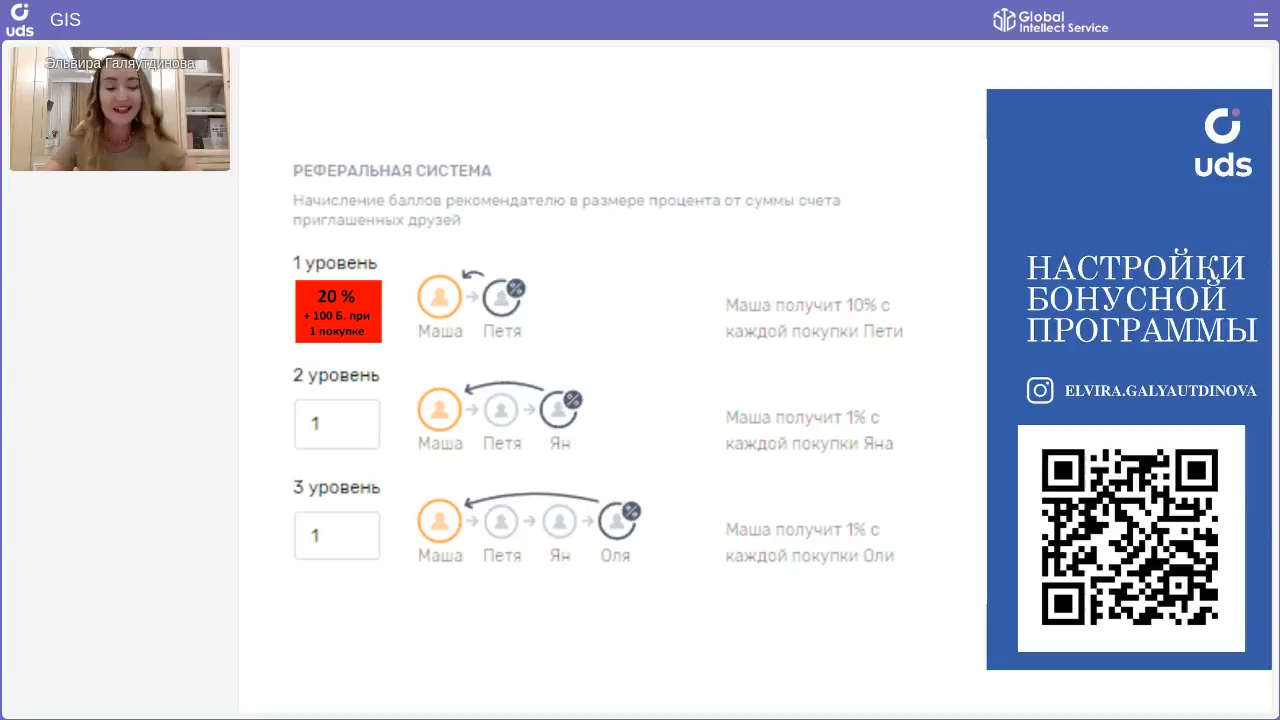 uds
GIS
Global
Intellect Service
Эльвира Галяутдинова
РЕФЕРАЛЬНАЯ СИСТЕМА
Начисление баллов рекомендателю в размере процента от суммы счета
приглашенных друзей
1 уровень
20 %
+ 100 Б. при
1 покупке
Маша
Петя
Маша получит 10% с
каждой покупки Пети
2 уровень
1
Маша
Петя
Ян
Маша получит 1% с
каждой покупки Яна
3 уровень
1
Маша
Петя
Ян
Оля
Маша получит 1% с
каждой покупки Оли
uds
НАСТРОЙКИ
БОНУСНОЙ
ПРОГРАММЫ
ELVIRA.GALYAUTDINOVA